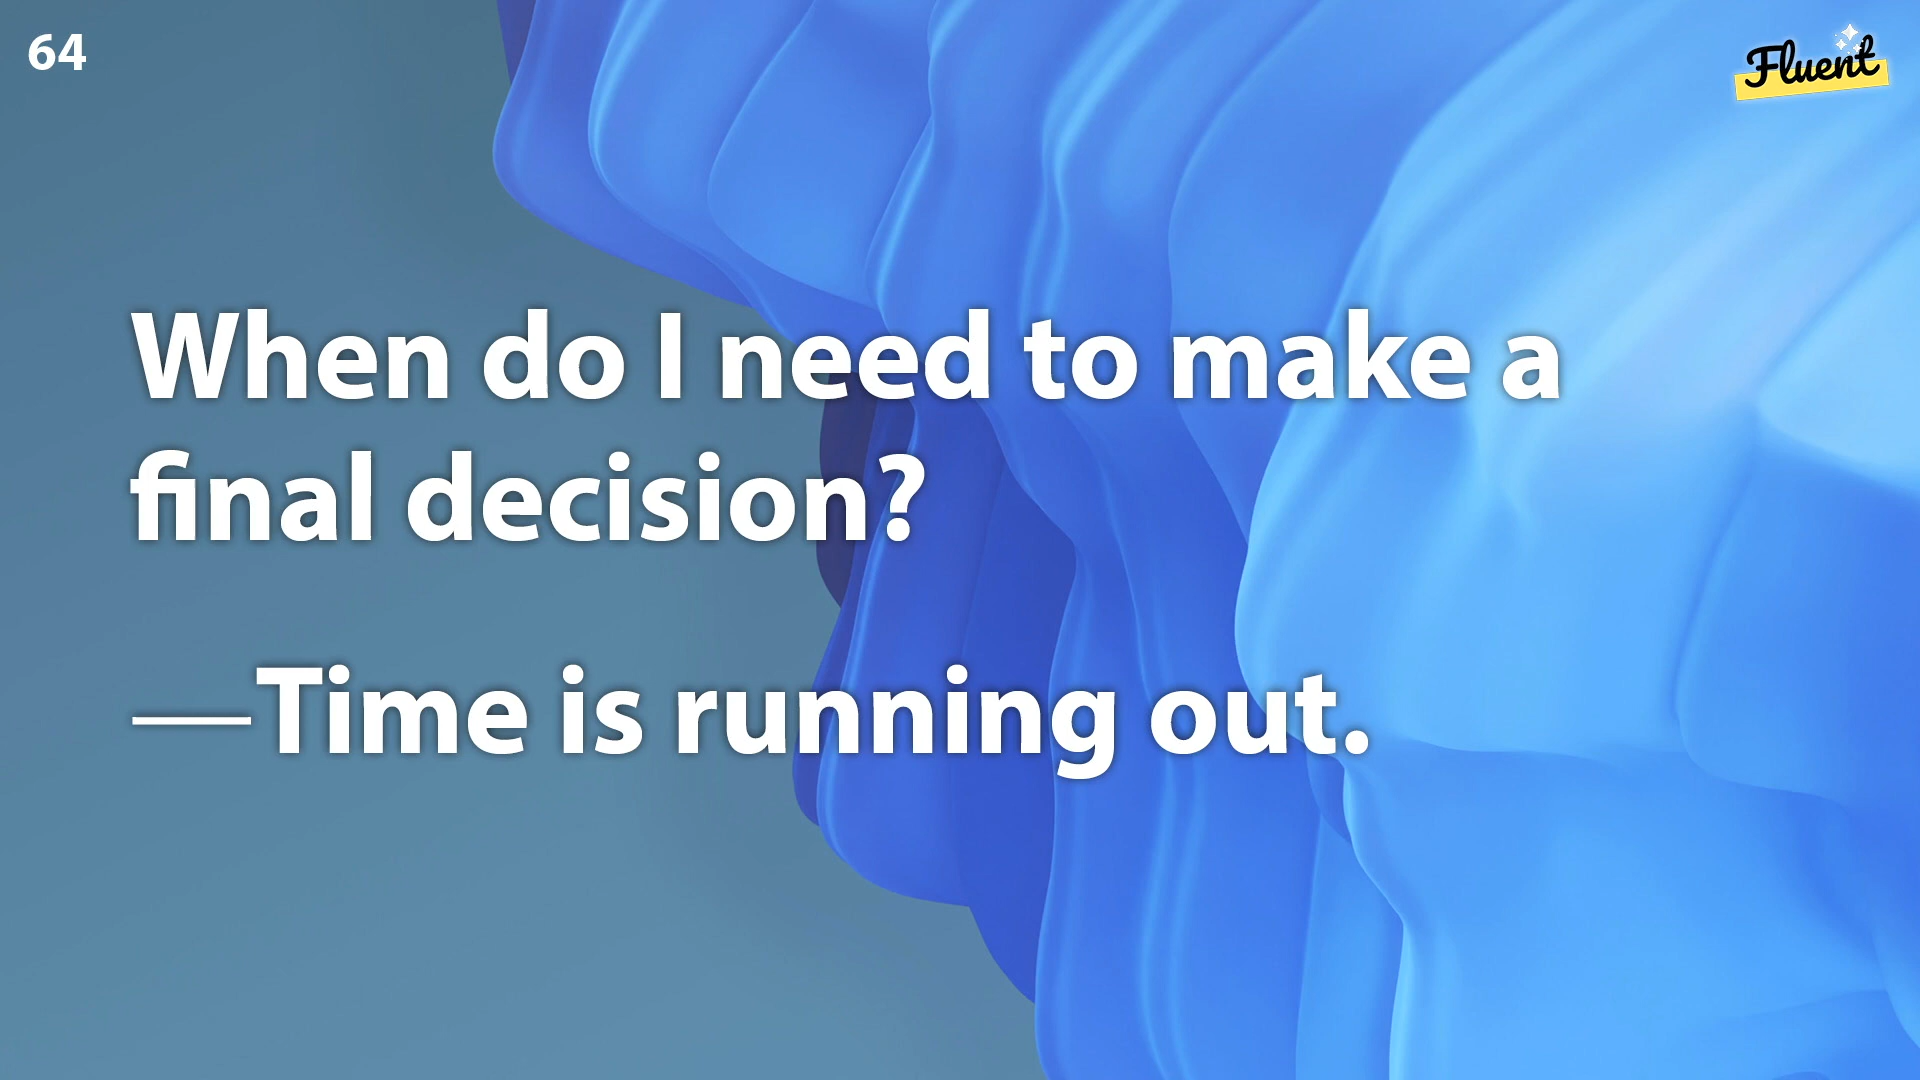 64
Fluent
When do I need to make a
final decision?
—Time is running out.